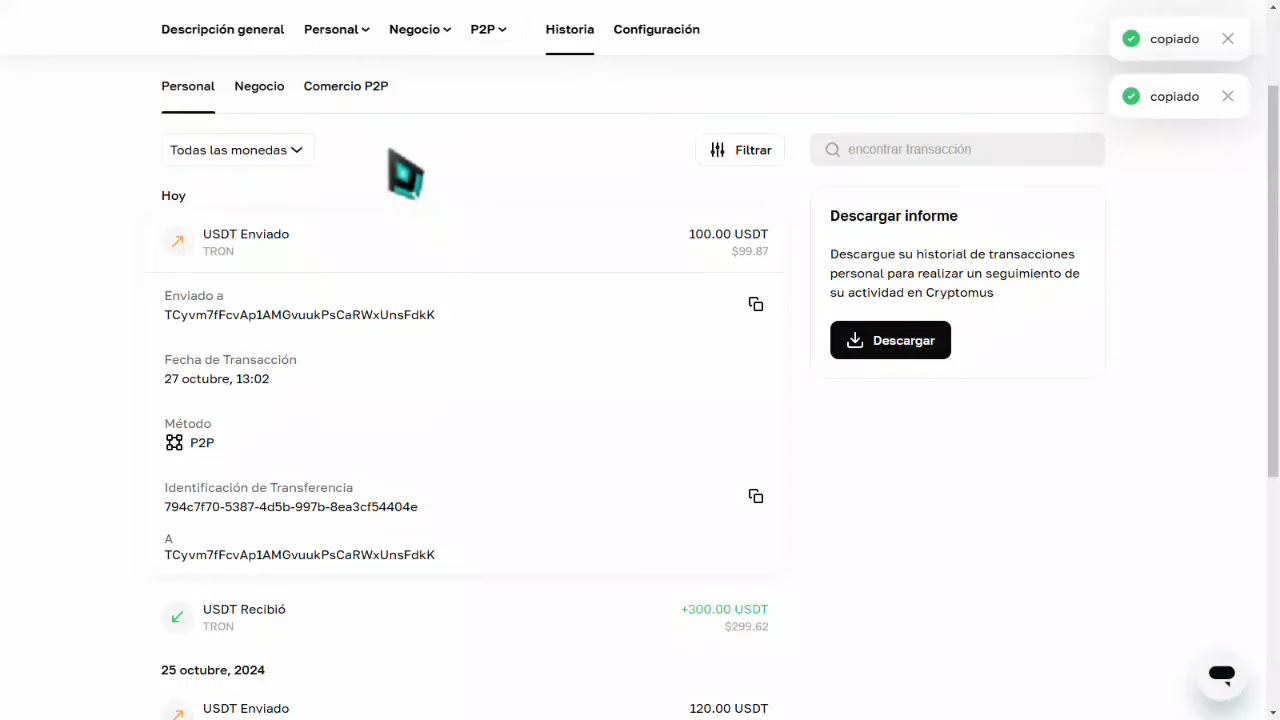 Descripción general Personal Negocio P2P Historia Configuración
copiado
copiado
Personal Negocio Comercio P2P
Todas las monedas
Filtrar
encontrar transacción
Hoy
USDT Enviado 100.00 USDT
TRON $99.87
Enviado a
TCyvm7fFcvAp1AMGvuukPsCaRWxUnsFdkK
Fecha de Transacción
27 octubre, 13:02
Método
P2P
Identificación de Transferencia
794c7f70-5387-4d5b-997b-8ea3cf54404e
A
TCyvm7fFcvAp1AMGvuukPsCaRWxUnsFdkK
USDT Recibió +300.00 USDT
TRON $299.62
25 octubre, 2024
USDT Enviado 120.00 USDT
Descargar informe
Descargue su historial de transacciones
personal para realizar un seguimiento de
su actividad en Cryptomus
Descargar